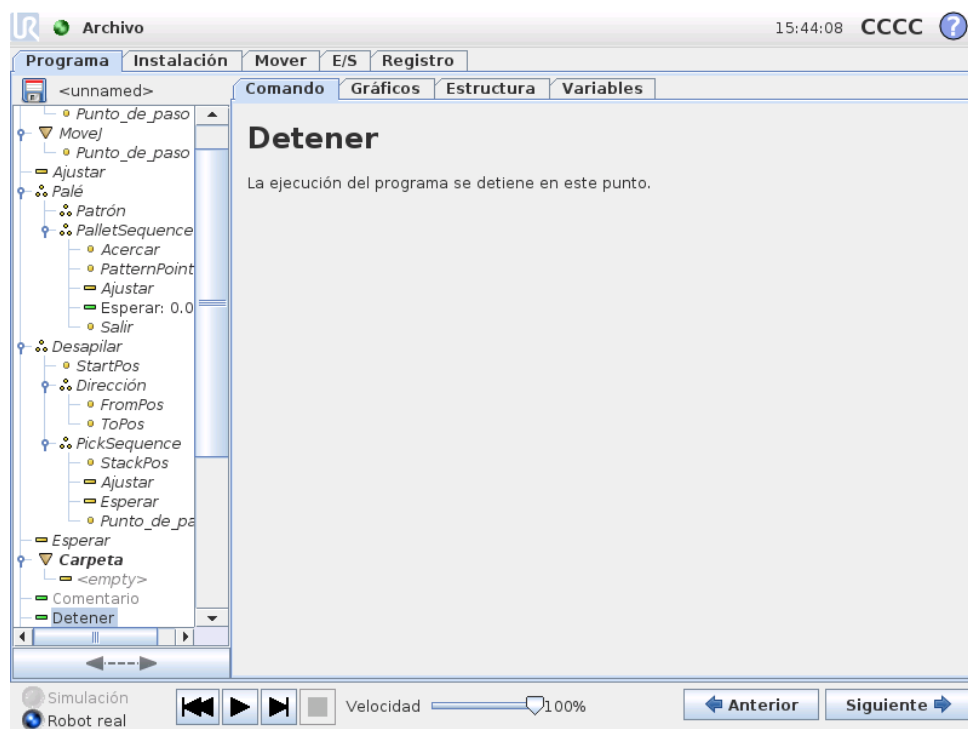 UR Archivo 15:44:08 CCCC ?
Programa Instalación Mover E/S Registro
<unnamed>
Comando Gráficos Estructura Variables
Punto_de_paso
MoveJ
Punto_de_paso
Ajustar
Palé
Patrón
PalletSequence
Acercar
PatternPoint
Ajustar
Esperar: 0.0
Salir
Desapilar
StartPos
Dirección
FromPos
ToPos
PickSequence
StackPos
Ajustar
Esperar
Punto_de_pa
Esperar
Carpeta
<empty>
Comentario
Detener
Detener
La ejecución del programa se detiene en este punto.
Simulación
Robot real
Velocidad 100%
Anterior Siguiente